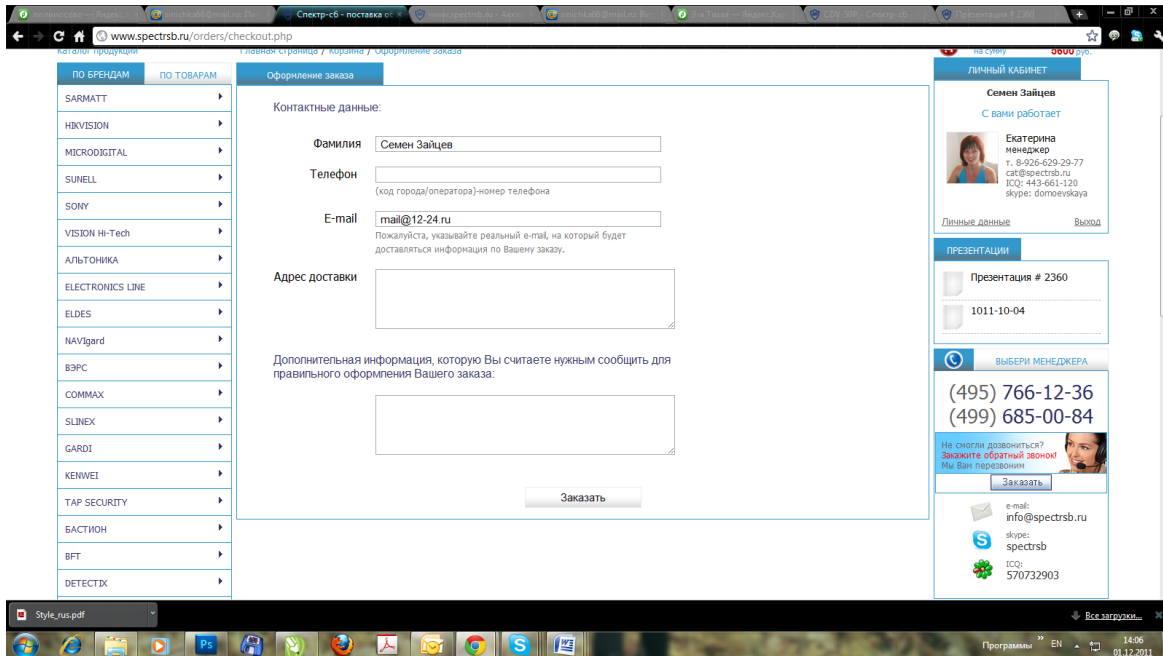 Спектр-сб - поставка об
www.spectrsb.ru/orders/checkout.php
Каталог продукции
Главная страница / Корзина / Оформление заказа
на сумму 5600 руб.
ПО БРЕНДАМ ПО ТОВАРАМ
SARMATT
HIKVISION
MICRODIGITAL
SUNELL
SONY
VISION Hi-Tech
АЛЬТОНИКА
ELECTRONICS LINE
ELDES
NAVIgard
ВЭРС
COMMAX
SLINEX
GARDI
KENWEI
TAP SECURITY
БАСТИОН
BFT
DETECTIX
Оформление заказа
Контактные данные:
Фамилия Семен Зайцев
Телефон
(код города/оператора)-номер телефона
E-mail mail@12-24.ru
Пожалуйста, указывайте реальный e-mail, на который будет
доставляться информация по Вашему заказу.
Адрес доставки
Дополнительная информация, которую Вы считаете нужным сообщить для
правильного оформления Вашего заказа:
Заказать
ЛИЧНЫЙ КАБИНЕТ
Семен Зайцев
С вами работает
Екатерина
менеджер
т. 8-926-629-29-77
cat@spectrsb.ru
ICQ: 443-661-120
skype: domoevskaya
Личные данные Выход
ПРЕЗЕНТАЦИИ
Презентация # 2360
1011-10-04
ВЫБЕРИ МЕНЕДЖЕРА
(495) 766-12-36
(499) 685-00-84
Не смогли дозвониться?
Закажите обратный звонок!
Мы Вам перезвоним
Заказать
e-mail:
info@spectrsb.ru
skype:
spectrsb
ICQ:
570732903
Style_rus.pdf
Все загрузки...
Программы EN 14:06
01.12.2011